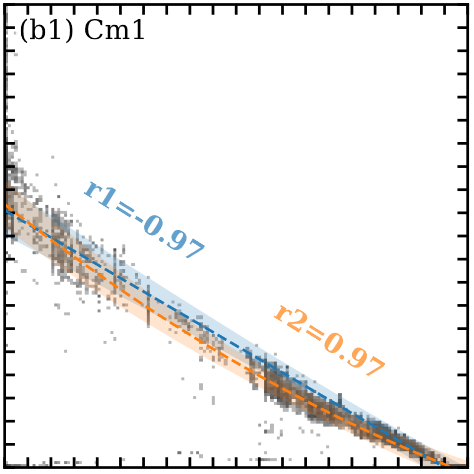 (b1) Cm1
r1=-0.97
r2=0.97